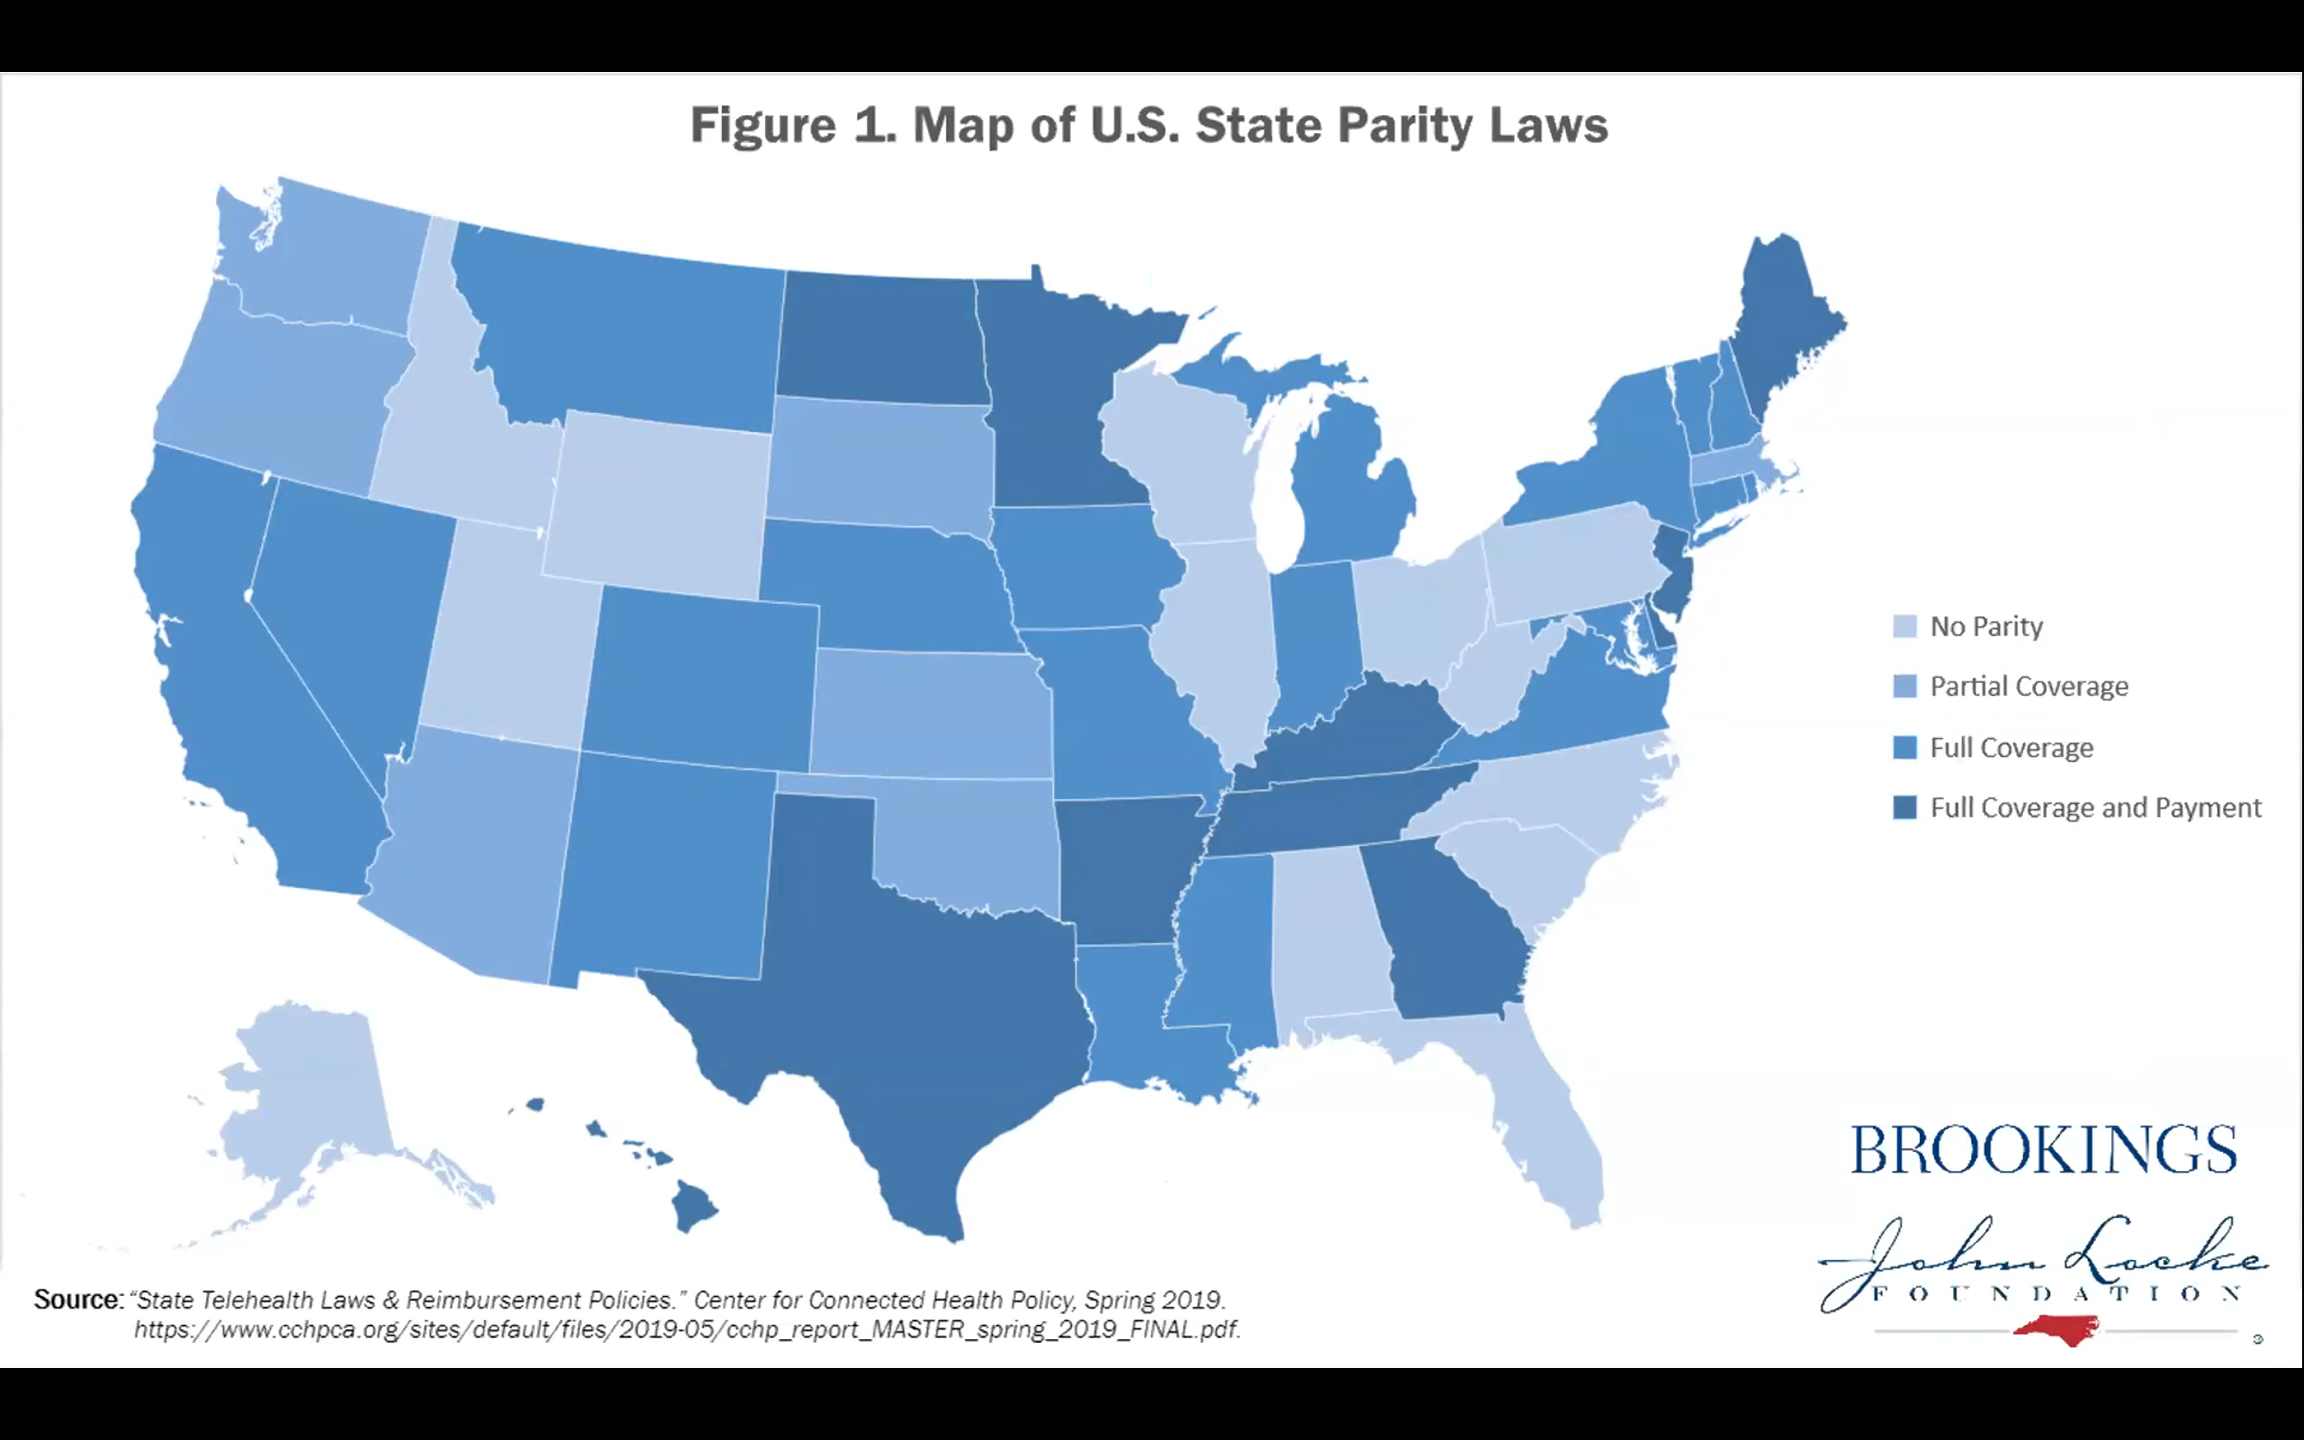 Figure 1. Map of U.S. State Parity Laws
No Parity
Partial Coverage
Full Coverage
Full Coverage and Payment
BROOKINGS
John Locke
FOUNDATION
Source: “State Telehealth Laws & Reimbursement Policies.” Center for Connected Health Policy, Spring 2019.
https://www.cchpca.org/sites/default/files/2019-05/cchp_report_MASTER_spring_2019_FINAL.pdf.